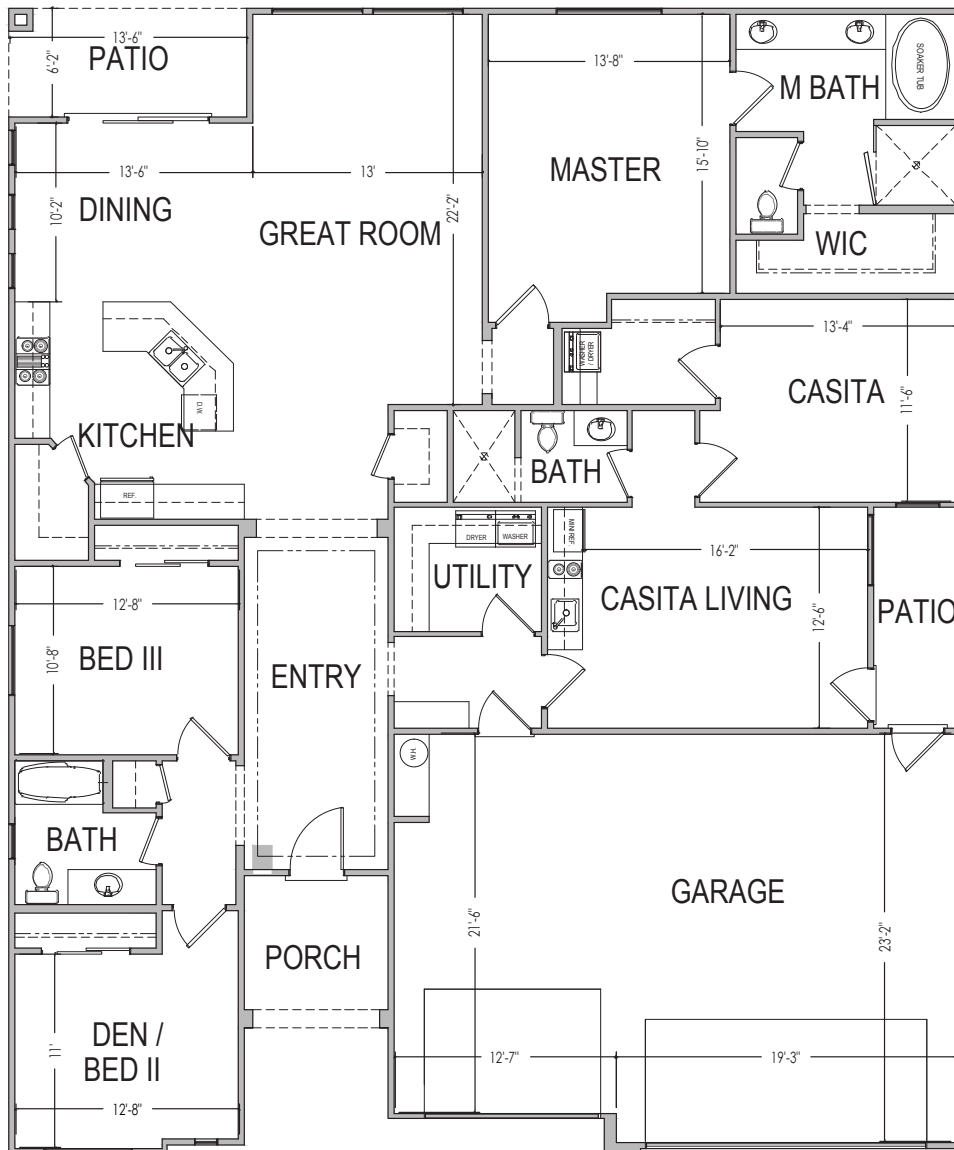 13'-6"
6'-2"
PATIO
13'-8"
M BATH
SOAKER TUB
13'-6"
13'
MASTER
15'-10"
10'-2"
DINING
GREAT ROOM
22'-2"
WIC
13'-4"
WASHER
/ DRYER
CASITA
11'-6"
D.W.
KITCHEN
BATH
REF.
DRYER
WASHER
MINI REF
16'-2"
UTILITY
CASITA LIVING
12'-6"
PATIO
12'-8"
BED III
10'-8"
ENTRY
W.H.
BATH
GARAGE
21'-6"
23'-2"
PORCH
DEN /
BED II
11'
12'-7"
19'-3"
12'-8"